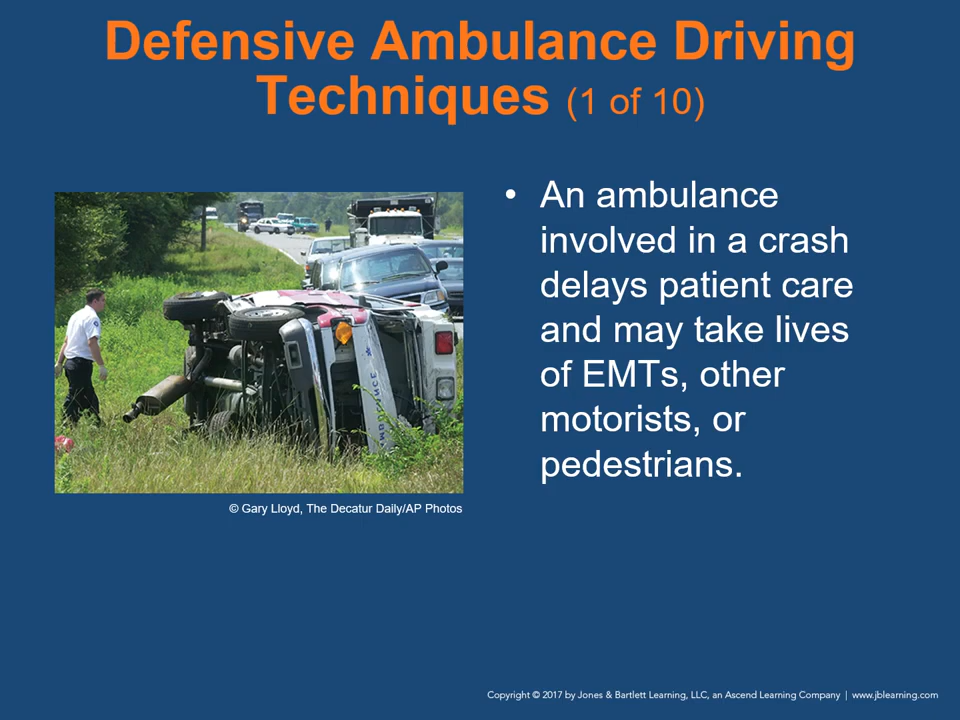 Defensive Ambulance Driving
Techniques (1 of 10)
• An ambulance
involved in a crash
delays patient care
and may take lives
of EMTs, other
motorists, or
pedestrians.
AMBULANCE
© Gary Lloyd, The Decatur Daily/AP Photos
Copyright © 2017 by Jones & Bartlett Learning, LLC, an Ascend Learning Company | www.jblearning.com